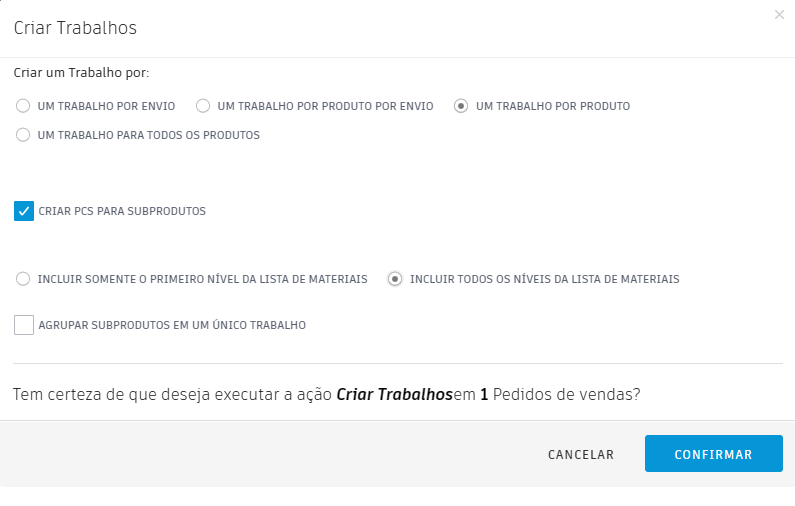 Criar Trabalhos
Criar um Trabalho por:
UM TRABALHO POR ENVIO UM TRABALHO POR PRODUTO POR ENVIO UM TRABALHO POR PRODUTO
UM TRABALHO PARA TODOS OS PRODUTOS
CRIAR PCS PARA SUBPRODUTOS
INCLUIR SOMENTE O PRIMEIRO NÍVEL DA LISTA DE MATERIAIS INCLUIR TODOS OS NÍVEIS DA LISTA DE MATERIAIS
AGRUPAR SUBPRODUTOS EM UM ÚNICO TRABALHO
Tem certeza de que deseja executar a ação Criar Trabalhosem 1 Pedidos de vendas?
CANCELAR CONFIRMAR